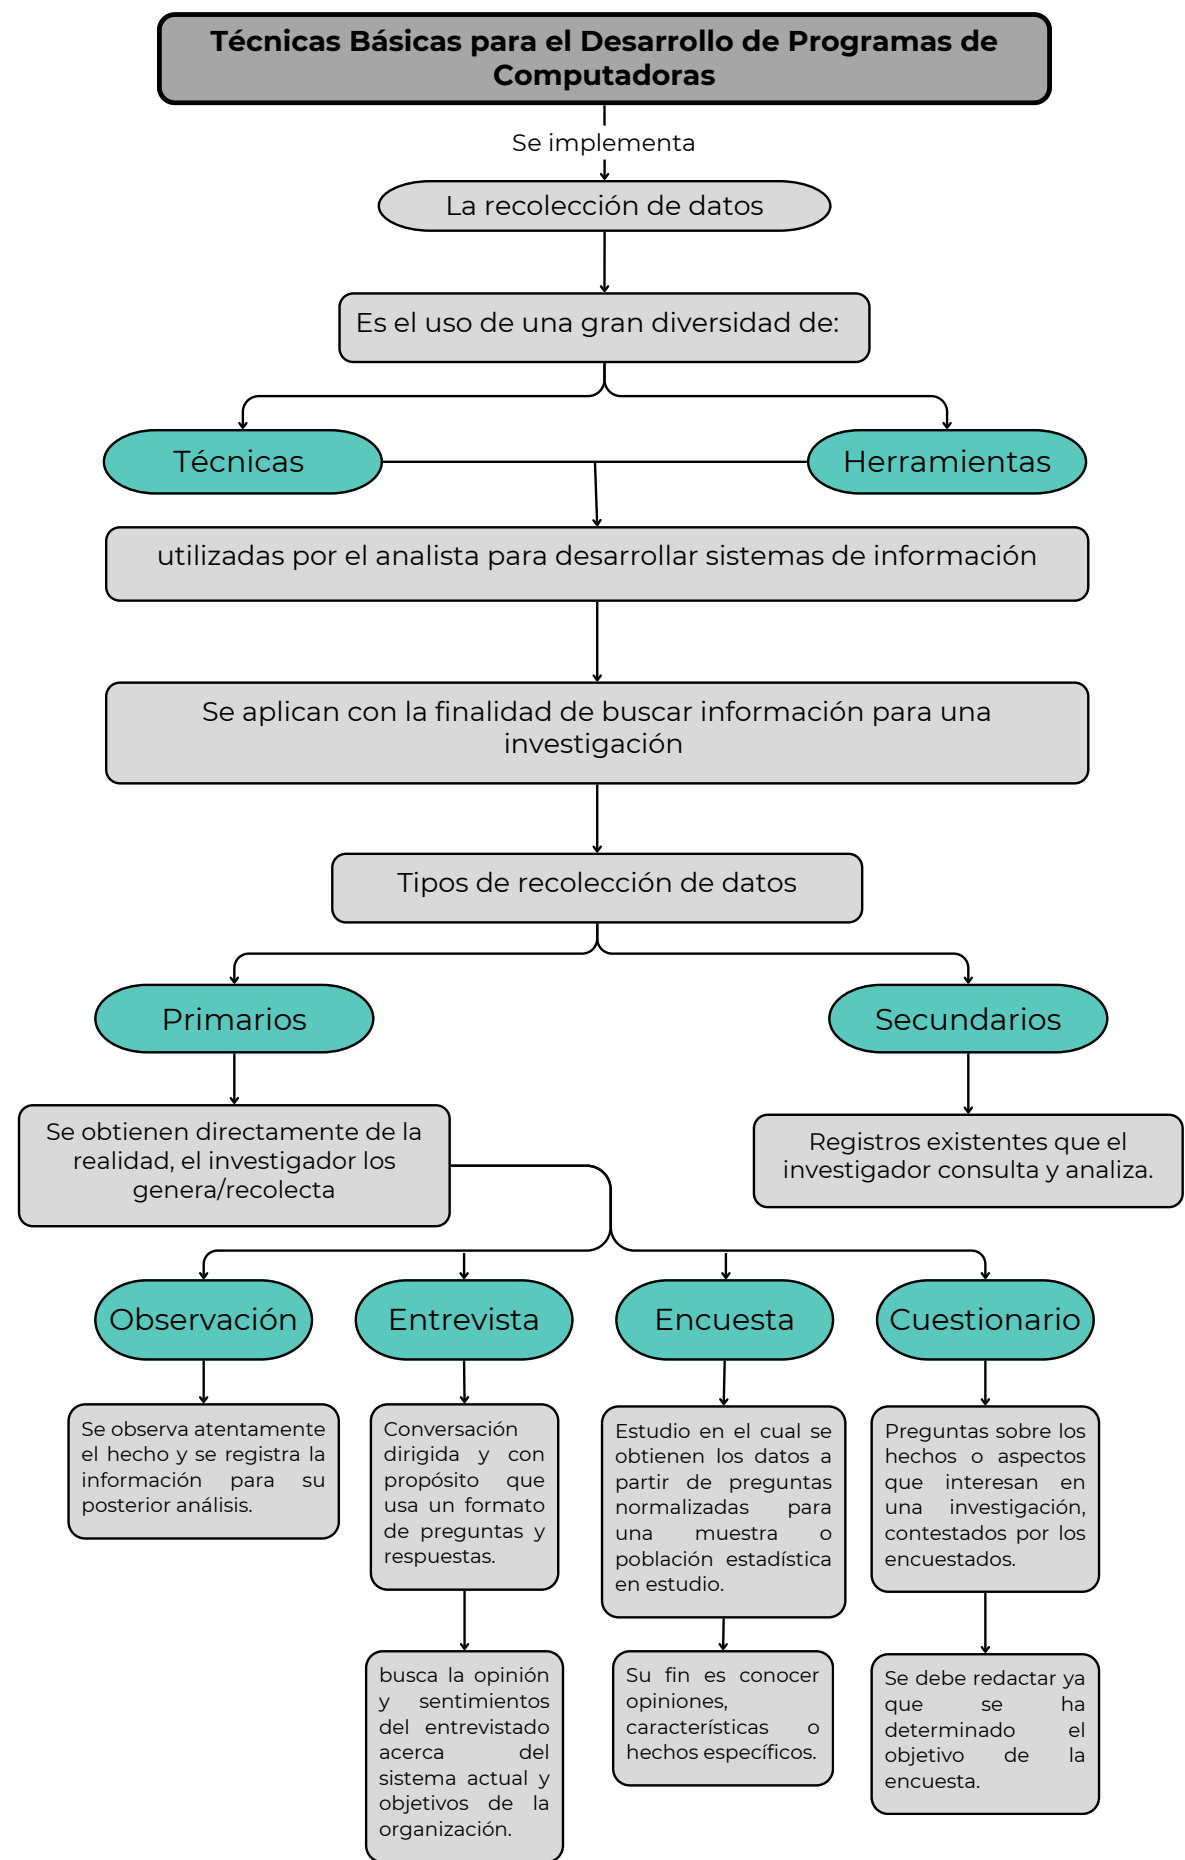 Técnicas Básicas para el Desarrollo de Programas de
Computadoras
Se implementa
La recolección de datos
Es el uso de una gran diversidad de:
Técnicas
Herramientas
utilizadas por el analista para desarrollar sistemas de información
Se aplican con la finalidad de buscar información para una
investigación
Tipos de recolección de datos
Primarios
Secundarios
Se obtienen directamente de la
realidad, el investigador los
genera/recolecta
Registros existentes que el
investigador consulta y analiza.
Observación
Entrevista
Encuesta
Cuestionario
Se observa atentamente
el hecho y se registra la
información para su
posterior análisis.
Conversación
dirigida y con
propósito que
usa un formato
de preguntas y
respuestas.
Estudio en el cual se
obtienen los datos a
partir de preguntas
normalizadas para
una muestra o
población estadística
en estudio.
Preguntas sobre los
hechos o aspectos
que interesan en
una investigación,
contestados por los
encuestados.
busca la opinión
y sentimientos
del entrevistado
acerca del
sistema actual y
objetivos de la
organización.
Su fin es conocer
opiniones,
características o
hechos específicos.
Se debe redactar ya
que se ha
determinado el
objetivo de la
encuesta.